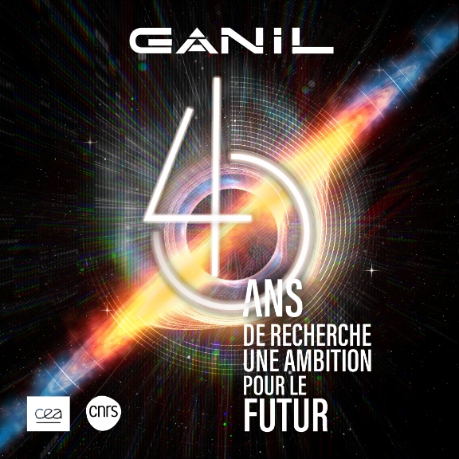 GANIL
40
ANS
DE RECHERCHE
UNE AMBITION
POUR LE
FUTUR
cea
cnrs